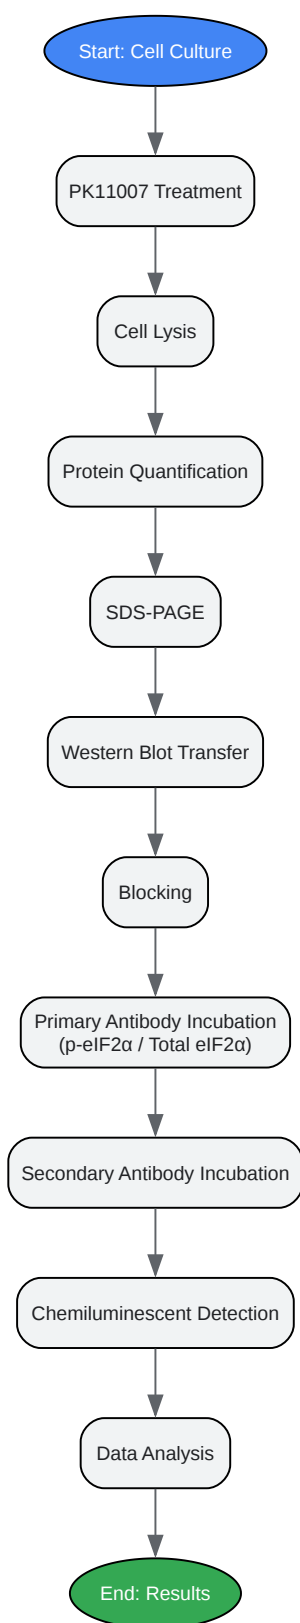 Start: Cell Culture
PK11007 Treatment
Cell Lysis
Protein Quantification
SDS-PAGE
Western Blot Transfer
Blocking
Primary Antibody Incubation
(p-eIF2α / Total eIF2α)
Secondary Antibody Incubation
Chemiluminescent Detection
Data Analysis
End: Results